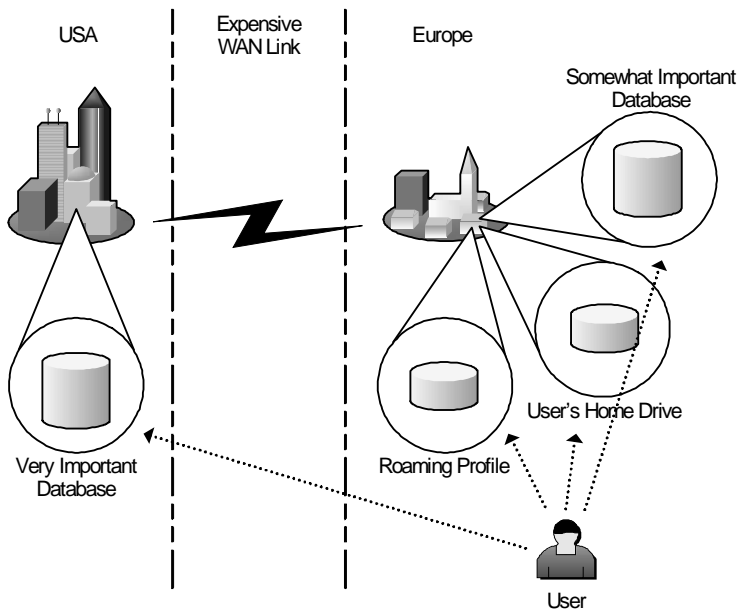 USA
Expensive
WAN Link
Europe
Somewhat Important
Database
User's Home Drive
Roaming Profile
Very Important
Database
User